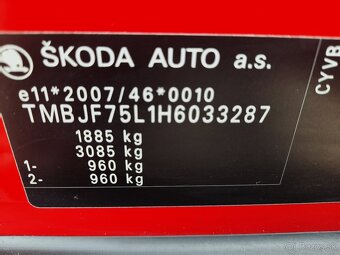 ŠKODA AUTO a.s.
e11*2007/46*0010
TMBJF75L1H6033287
1885 kg
3085 kg
1- 960 kg
2- 960 kg
CYVB